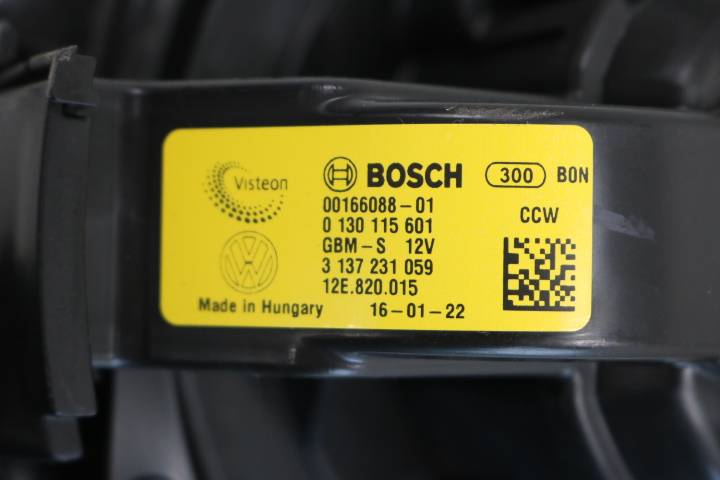 Visteon
BOSCH
300 BON
00166088-01
0 130 115 601
CCW
GBM-S 12V
3 137 231 059
12E.820.015
Made in Hungary
16-01-22